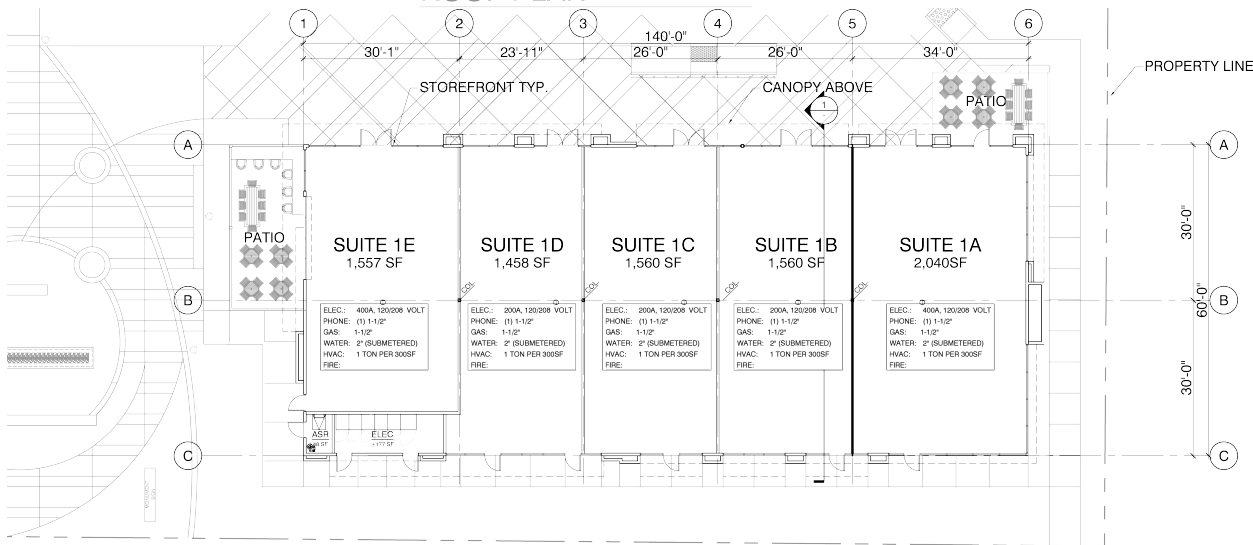 1
2
3
4
5
6
140'-0"
30'-1"
23'-11"
26'-0"
26'-0"
34'-0"
PROPERTY LINE
STOREFRONT TYP.
CANOPY ABOVE
1
PATIO
A
A
30'-0"
PATIO
SUITE 1E
1,557 SF
SUITE 1D
1,458 SF
SUITE 1C
1,560 SF
SUITE 1B
1,560 SF
SUITE 1A
2,040SF
COL
COL
COL
COL
B
B
60'-0"
ELEC.: 400A, 120/208 VOLT
PHONE: (1) 1-1/2"
GAS: 1-1/2"
WATER: 2" (SUBMETERED)
HVAC: 1 TON PER 300SF
FIRE:
ELEC.: 200A, 120/208 VOLT
PHONE: (1) 1-1/2"
GAS: 1-1/2"
WATER: 2" (SUBMETERED)
HVAC: 1 TON PER 300SF
FIRE:
ELEC.: 200A, 120/208 VOLT
PHONE: (1) 1-1/2"
GAS: 1-1/2"
WATER: 2" (SUBMETERED)
HVAC: 1 TON PER 300SF
FIRE:
ELEC.: 200A, 120/208 VOLT
PHONE: (1) 1-1/2"
GAS: 1-1/2"
WATER: 2" (SUBMETERED)
HVAC: 1 TON PER 300SF
FIRE:
ELEC.: 400A, 120/208 VOLT
PHONE: (1) 1-1/2"
GAS: 1-1/2"
WATER: 2" (SUBMETERED)
HVAC: 1 TON PER 300SF
FIRE:
30'-0"
ASR
ELEC
±177 SF
C
C
MONUMENT
SIGN